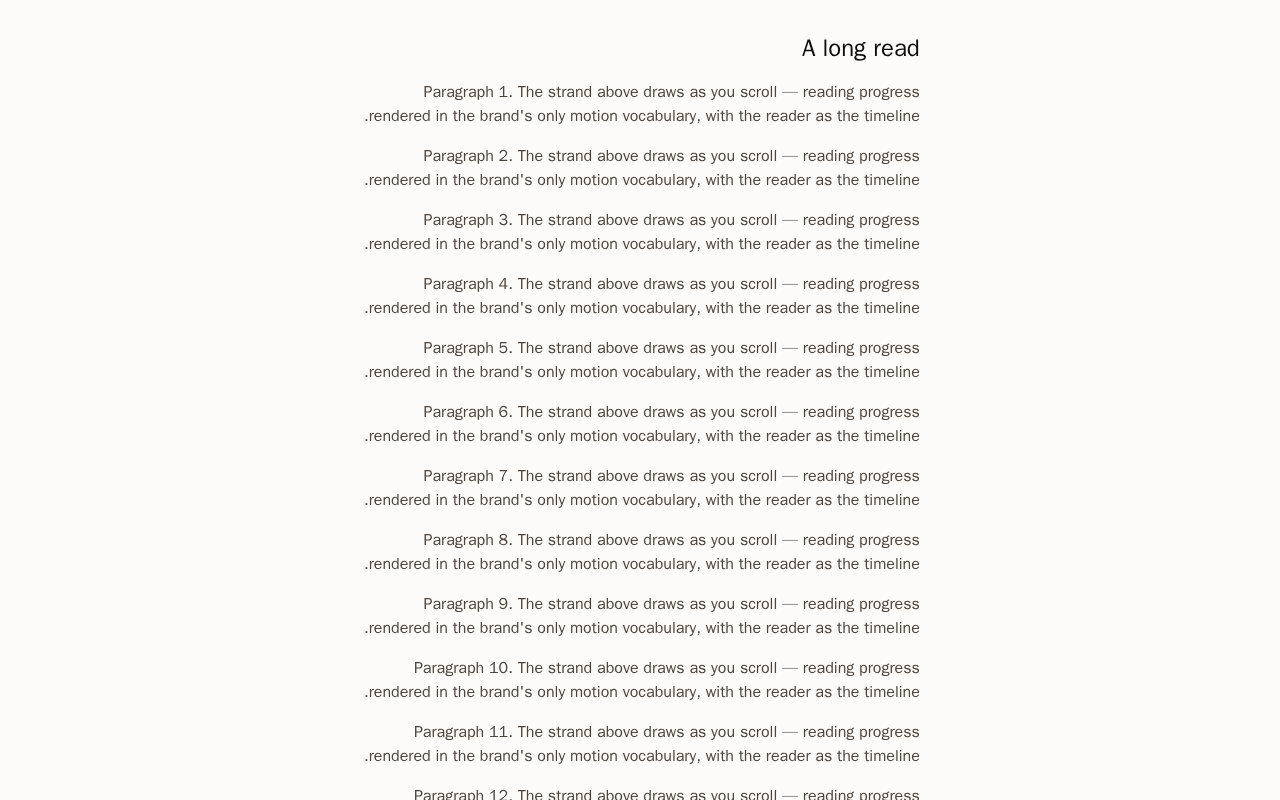 A long read
Paragraph 1. The strand above draws as you scroll — reading progress
.rendered in the brand's only motion vocabulary, with the reader as the timeline
Paragraph 2. The strand above draws as you scroll — reading progress
.rendered in the brand's only motion vocabulary, with the reader as the timeline
Paragraph 3. The strand above draws as you scroll — reading progress
.rendered in the brand's only motion vocabulary, with the reader as the timeline
Paragraph 4. The strand above draws as you scroll — reading progress
.rendered in the brand's only motion vocabulary, with the reader as the timeline
Paragraph 5. The strand above draws as you scroll — reading progress
.rendered in the brand's only motion vocabulary, with the reader as the timeline
Paragraph 6. The strand above draws as you scroll — reading progress
.rendered in the brand's only motion vocabulary, with the reader as the timeline
Paragraph 7. The strand above draws as you scroll — reading progress
.rendered in the brand's only motion vocabulary, with the reader as the timeline
Paragraph 8. The strand above draws as you scroll — reading progress
.rendered in the brand's only motion vocabulary, with the reader as the timeline
Paragraph 9. The strand above draws as you scroll — reading progress
.rendered in the brand's only motion vocabulary, with the reader as the timeline
Paragraph 10. The strand above draws as you scroll — reading progress
.rendered in the brand's only motion vocabulary, with the reader as the timeline
Paragraph 11. The strand above draws as you scroll — reading progress
.rendered in the brand's only motion vocabulary, with the reader as the timeline
Paragraph 12. The strand above draws as you scroll — reading progress